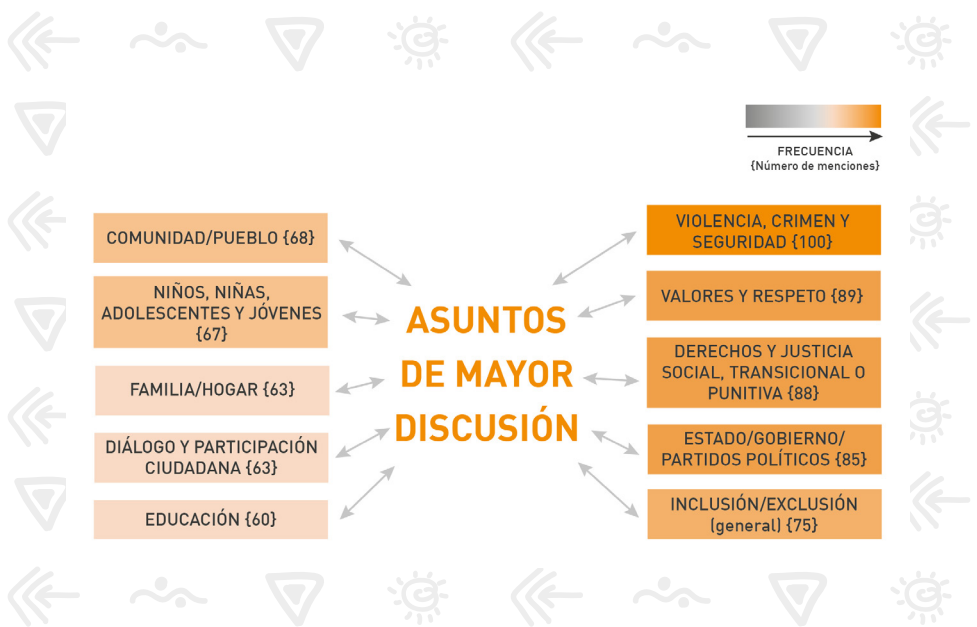 FRECUENCIA
{Número de menciones}
COMUNIDAD/PUEBLO {68}
NIÑOS, NIÑAS,
ADOLESCENTES Y JÓVENES
{67}
FAMILIA/HOGAR {63}
DIÁLOGO Y PARTICIPACIÓN
CIUDADANA {63}
EDUCACIÓN {60}
ASUNTOS
DE MAYOR
DISCUSIÓN
VIOLENCIA, CRIMEN Y
SEGURIDAD {100}
VALORES Y RESPETO {89}
DERECHOS Y JUSTICIA
SOCIAL, TRANSICIONAL O
PUNITIVA {88}
ESTADO/GOBIERNO/
PARTIDOS POLÍTICOS {85}
INCLUSIÓN/EXCLUSIÓN
(general) {75}